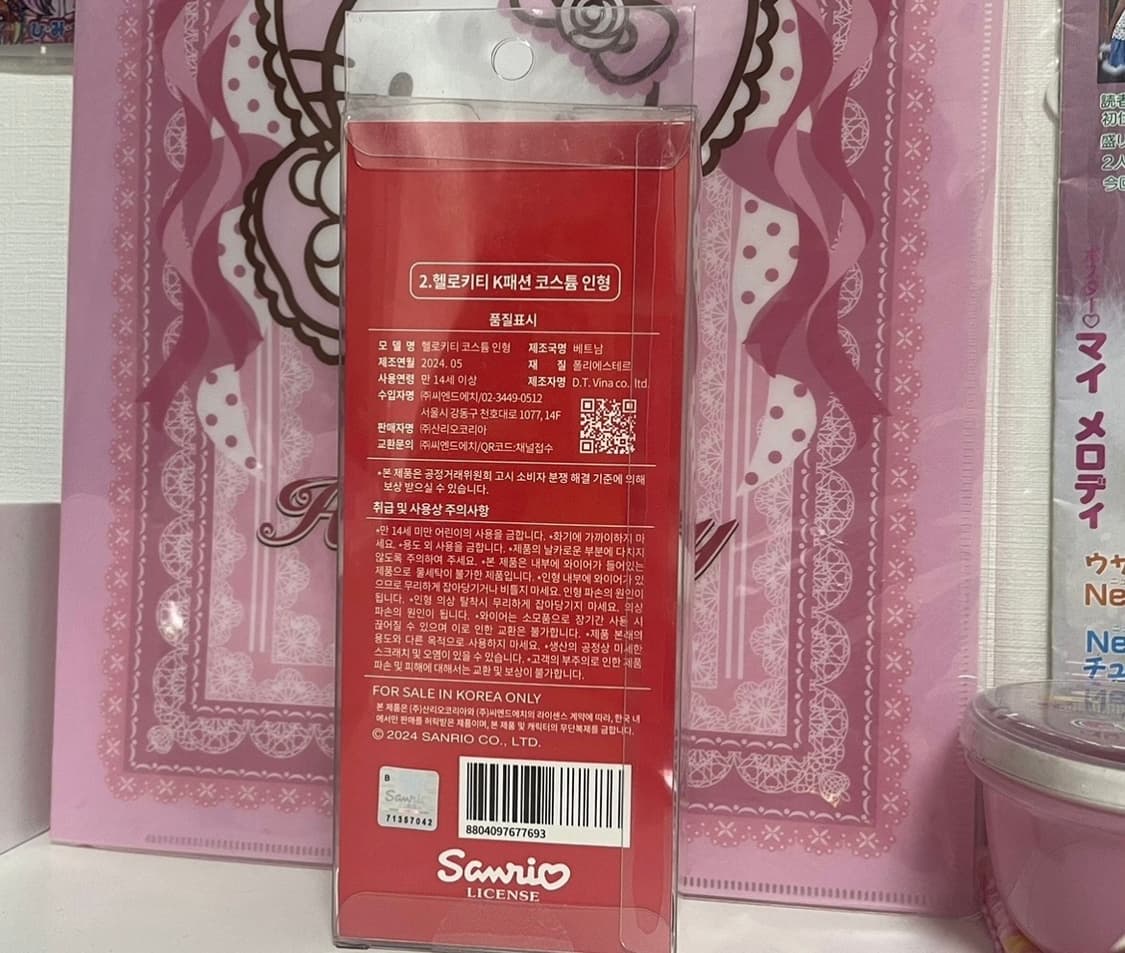 2.헬로키티 K패션 코스튬 인형
품질표시
모 델 명 헬로키티 코스튬 인형 제조국명 베트남
제조연월 2024. 05 재 질 폴리에스테르
사용연령 만 14세 이상 제조자명 D.T. Vina co., ltd.
수입자명 ㈜씨엔드에치/02-3449-0512
서울시 강동구 천호대로 1077, 14F
판매자명 ㈜산리오코리아
교환문의 ㈜씨엔드에치/QR코드:채널접수
•본 제품은 공정거래위원회 고시 소비자 분쟁 해결 기준에 의해
보상 받으실 수 있습니다.
취급 및 사용상 주의사항
•만 14세 미만 어린이의 사용을 금합니다. •화기에 가까이하지 마
세요. •용도 외 사용을 금합니다. •제품의 날카로운 부분에 다치지
않도록 주의하여 주세요. •본 제품은 내부에 와이어가 들어있는
제품으로 물세탁이 불가한 제품입니다. •인형 내부에 와이어가 있
으므로 무리하게 잡아당기거나 비틀지 마세요. 인형 파손의 원인이
됩니다. •인형 의상 탈착시 무리하게 잡아당기지 마세요. 의상
파손의 원인이 됩니다. •와이어는 소모품으로 장기간 사용 시
끊어질 수 있으며 이로 인한 교환은 불가합니다. •제품 본래의
용도와 다른 목적으로 사용하지 마세요. •생산의 공정상 미세한
스크래치 및 오염이 있을 수 있습니다. •고객의 부주의로 인한 제품
파손 및 피해에 대해서는 교환 및 보상이 불가합니다.
FOR SALE IN KOREA ONLY
본 제품은 (주)산리오코리아와 (주)씨엔드에치의 라이센스 계약에 따라, 한국 내
에서만 판매를 허락받은 제품이며, 본 제품 및 캐릭터의 무단복제를 금합니다.
© 2024 SANRIO CO., LTD.
B
Sanrio
71357042
8804097677693
Sanrio
LICENSE
マイ メロディ
ウサ
Ne
Ne
チュ